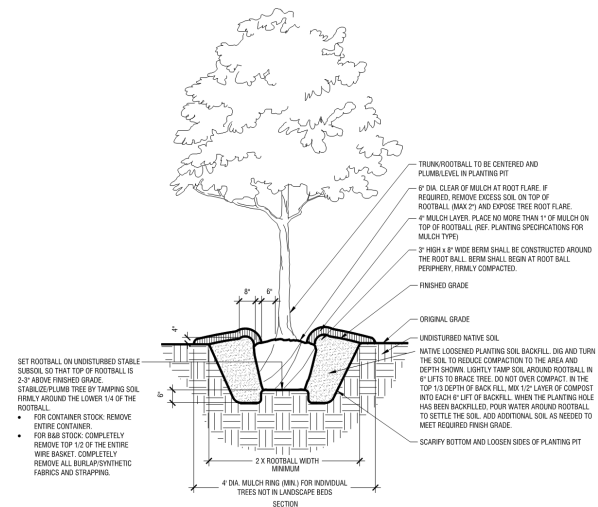 TRUNK/ROOTBALL TO BE CENTERED AND
PLUMB/LEVEL IN PLANTING PIT
6" DIA. CLEAR OF MULCH AT ROOT FLARE. IF
REQUIRED, REMOVE EXCESS SOIL ON TOP OF
ROOTBALL (MAX 2") AND EXPOSE TREE ROOT FLARE.
4" MULCH LAYER. PLACE NO MORE THAN 1" OF MULCH ON
TOP OF ROOTBALL (REF. PLANTING SPECIFICATIONS FOR
MULCH TYPE)
3" HIGH x 8" WIDE BERM SHALL BE CONSTRUCTED AROUND
THE ROOT BALL. BERM SHALL BEGIN AT ROOT BALL
PERIPHERY, FIRMLY COMPACTED.
FINISHED GRADE
ORIGINAL GRADE
UNDISTURBED NATIVE SOIL
NATIVE LOOSENED PLANTING SOIL BACKFILL. DIG AND TURN
THE SOIL TO REDUCE COMPACTION TO THE AREA AND
DEPTH SHOWN. LIGHTLY TAMP SOIL AROUND ROOTBALL IN
6" LIFTS TO BRACE TREE. DO NOT OVER COMPACT. IN THE
TOP 1/3 DEPTH OF BACK FILL, MIX 1/2" LAYER OF COMPOST
INTO EACH 6" LIFT OF BACKFILL. WHEN THE PLANTING HOLE
HAS BEEN BACKFILLED, POUR WATER AROUND ROOTBALL
TO SETTLE THE SOIL. ADD ADDITIONAL SOIL AS NEEDED TO
MEET REQUIRED FINISH GRADE.
SCARIFY BOTTOM AND LOOSEN SIDES OF PLANTING PIT
8"
6"
4"
6"
SET ROOTBALL ON UNDISTURBED STABLE
SUBSOIL SO THAT TOP OF ROOTBALL IS
2-3" ABOVE FINISHED GRADE.
STABILIZE/PLUMB TREE BY TAMPING SOIL
FIRMLY AROUND THE LOWER 1/4 OF THE
ROOTBALL.
• FOR CONTAINER STOCK: REMOVE
ENTIRE CONTAINER.
• FOR B&B STOCK: COMPLETELY
REMOVE TOP 1/2 OF THE ENTIRE
WIRE BASKET. COMPLETELY
REMOVE ALL BURLAP/SYNTHETIC
FABRICS AND STRAPPING.
2 X ROOTBALL WIDTH
MINIMUM
4' DIA. MULCH RING (MIN.) FOR INDIVIDUAL
TREES NOT IN LANDSCAPE BEDS
SECTION